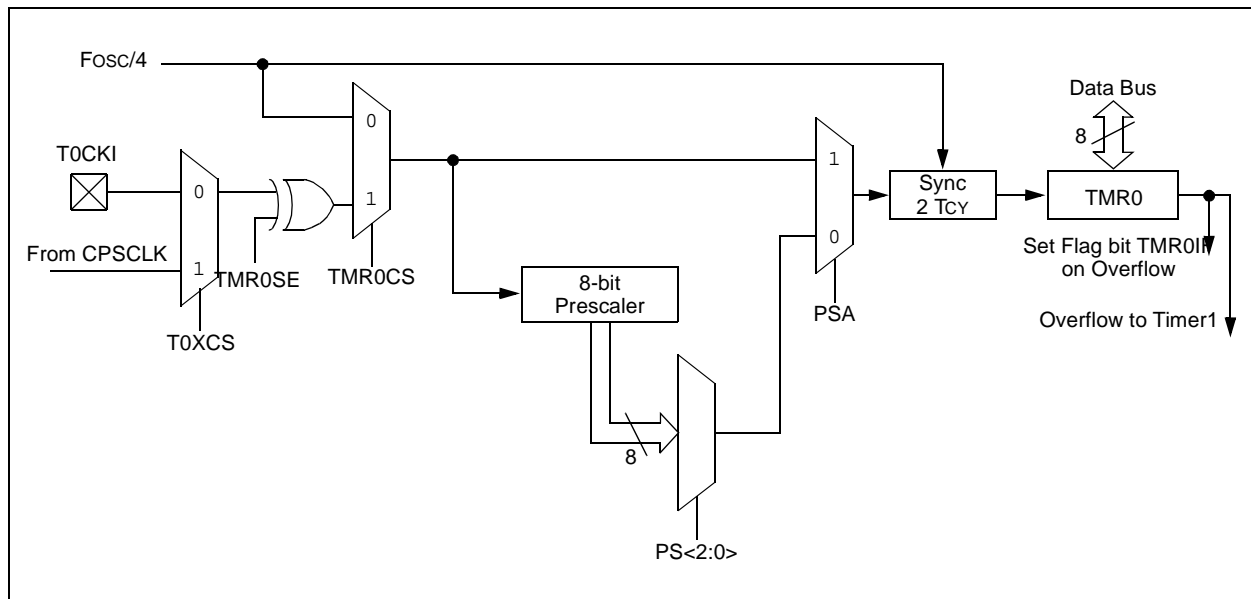 FOSC/4
Data Bus
8
T0CKI
0
1
0
1
Sync
2 TCY
TMR0
1
0
From CPSCLK
TMR0SE
TMR0CS
8-bit
Prescaler
PSA
Set Flag bit TMR0IF
on Overflow
T0XCS
Overflow to Timer1
8
PS<2:0>